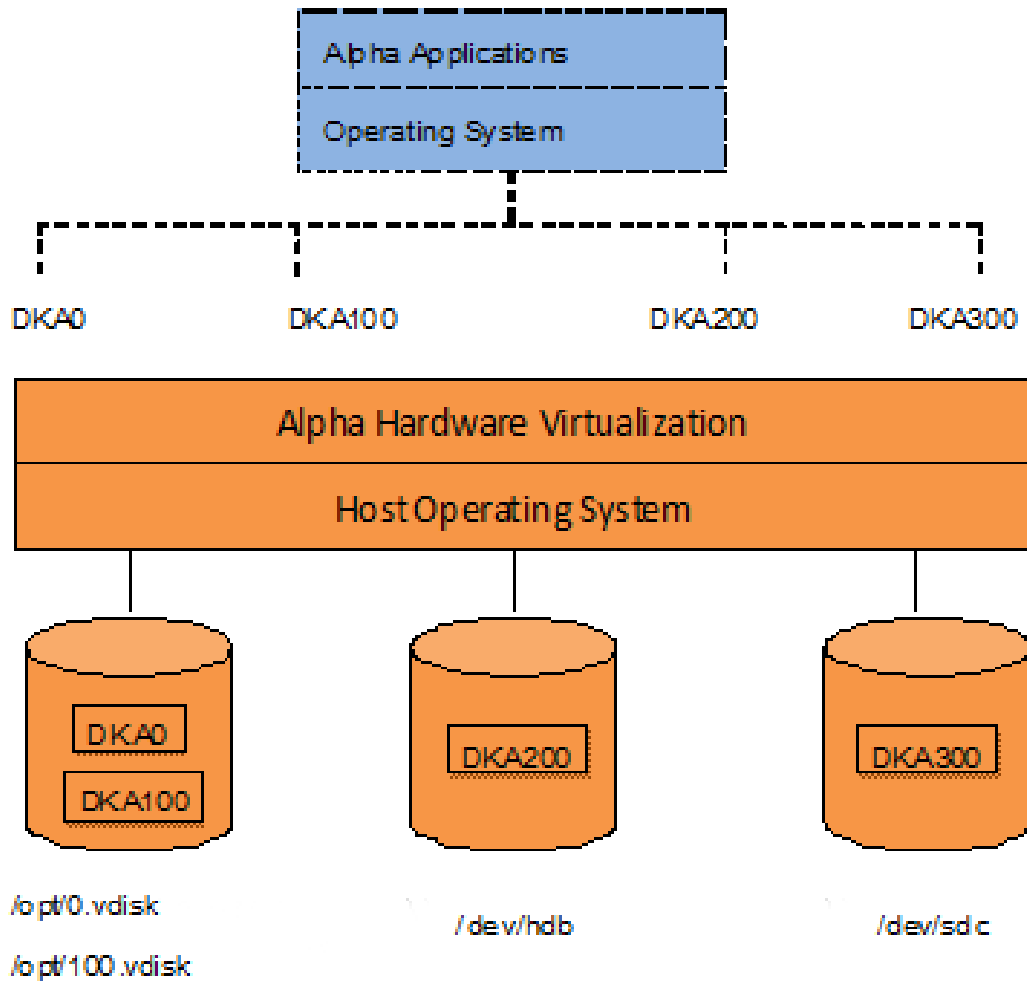 Alpha Applications
Operating System
DKA0 DKA100 DKA200 DKA300
Alpha Hardware Virtualization
Host Operating System
DKA0
DKA100
DKA200
DKA300
/opt/0.vdisk
/opt/100.vdisk
/dev/hdb
/dev/sdc